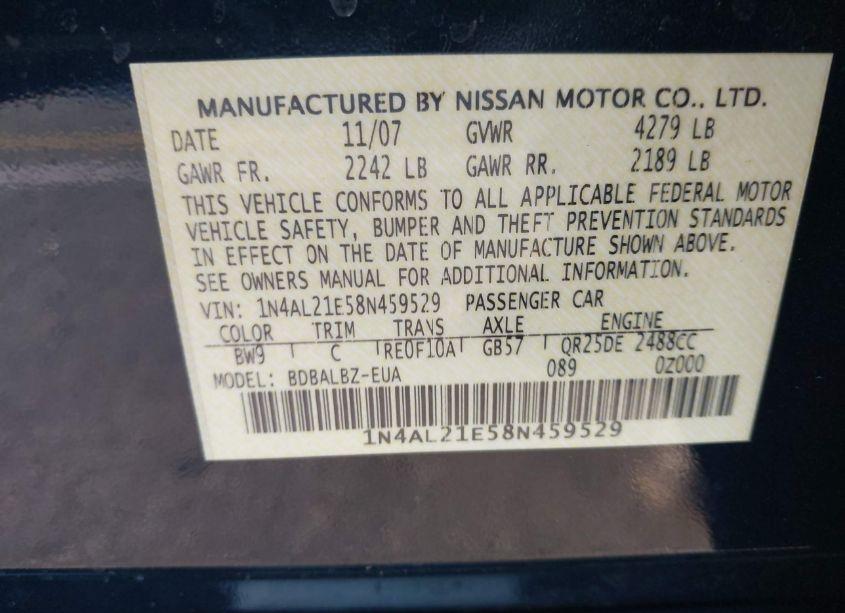 MANUFACTURED BY NISSAN MOTOR CO., LTD.
DATE 11/07 GVWR 4279 LB
GAWR FR. 2242 LB GAWR RR. 2189 LB
THIS VEHICLE CONFORMS TO ALL APPLICABLE FEDERAL MOTOR
VEHICLE SAFETY, BUMPER AND THEFT PREVENTION STANDARDS
IN EFFECT ON THE DATE OF MANUFACTURE SHOWN ABOVE.
SEE OWNERS MANUAL FOR ADDITIONAL INFORMATION.
VIN: 1N4AL21E58N459529 PASSENGER CAR
COLOR TRIM TRANS AXLE ENGINE
BW9 C RE0F10A GB57 QR25DE 2488CC
MODEL: BDBALBZ-EUA 089 0Z000
1N4AL21E58N459529